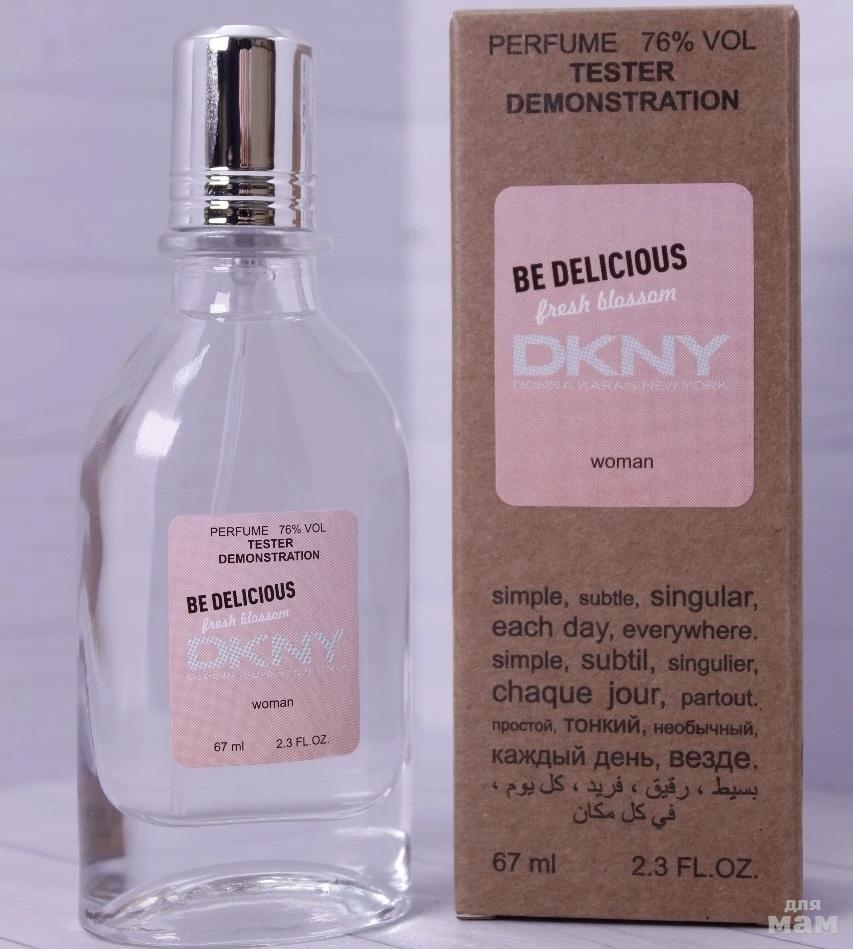 PERFUME 76% VOL
TESTER
DEMONSTRATION
BE DELICIOUS
fresh blossom
DKNY
DONNA KARAN NEW YORK
woman
simple, subtle, singular,
each day, everywhere.
simple, subtil, singulier,
chaque jour, partout.
простой, тонкий, необычный,
каждый день, везде.
بسيط ، رقيق ، فريد ، كل يوم ،
في كل مكان
67 ml 2.3 FL.OZ.
PERFUME 76% VOL
TESTER
DEMONSTRATION
BE DELICIOUS
fresh blossom
DKNY
woman
67 ml 2.3 FL.OZ.
для
мам